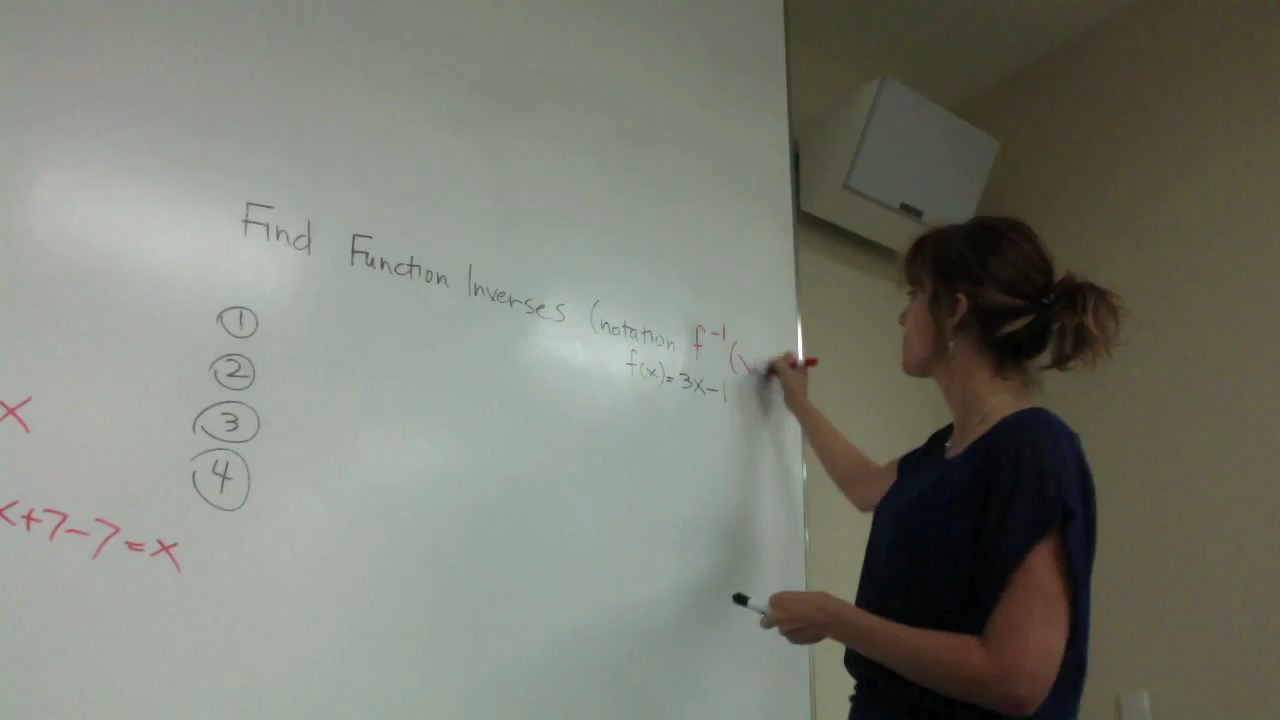 Find Function Inverses (notation f⁻¹(
f(x)=3x-1
①
②
③
④
x
x+7-7=x